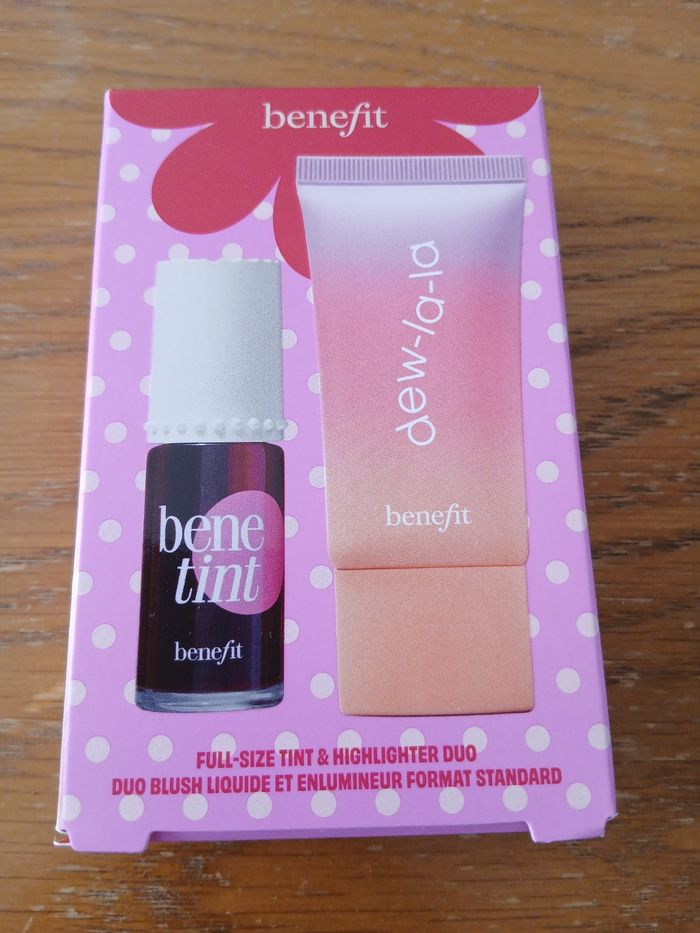 benefit
dew-la-la
benefit
bene
tint
benefit
FULL-SIZE TINT & HIGHLIGHTER DUO
DUO BLUSH LIQUIDE ET ENLUMINEUR FORMAT STANDARD